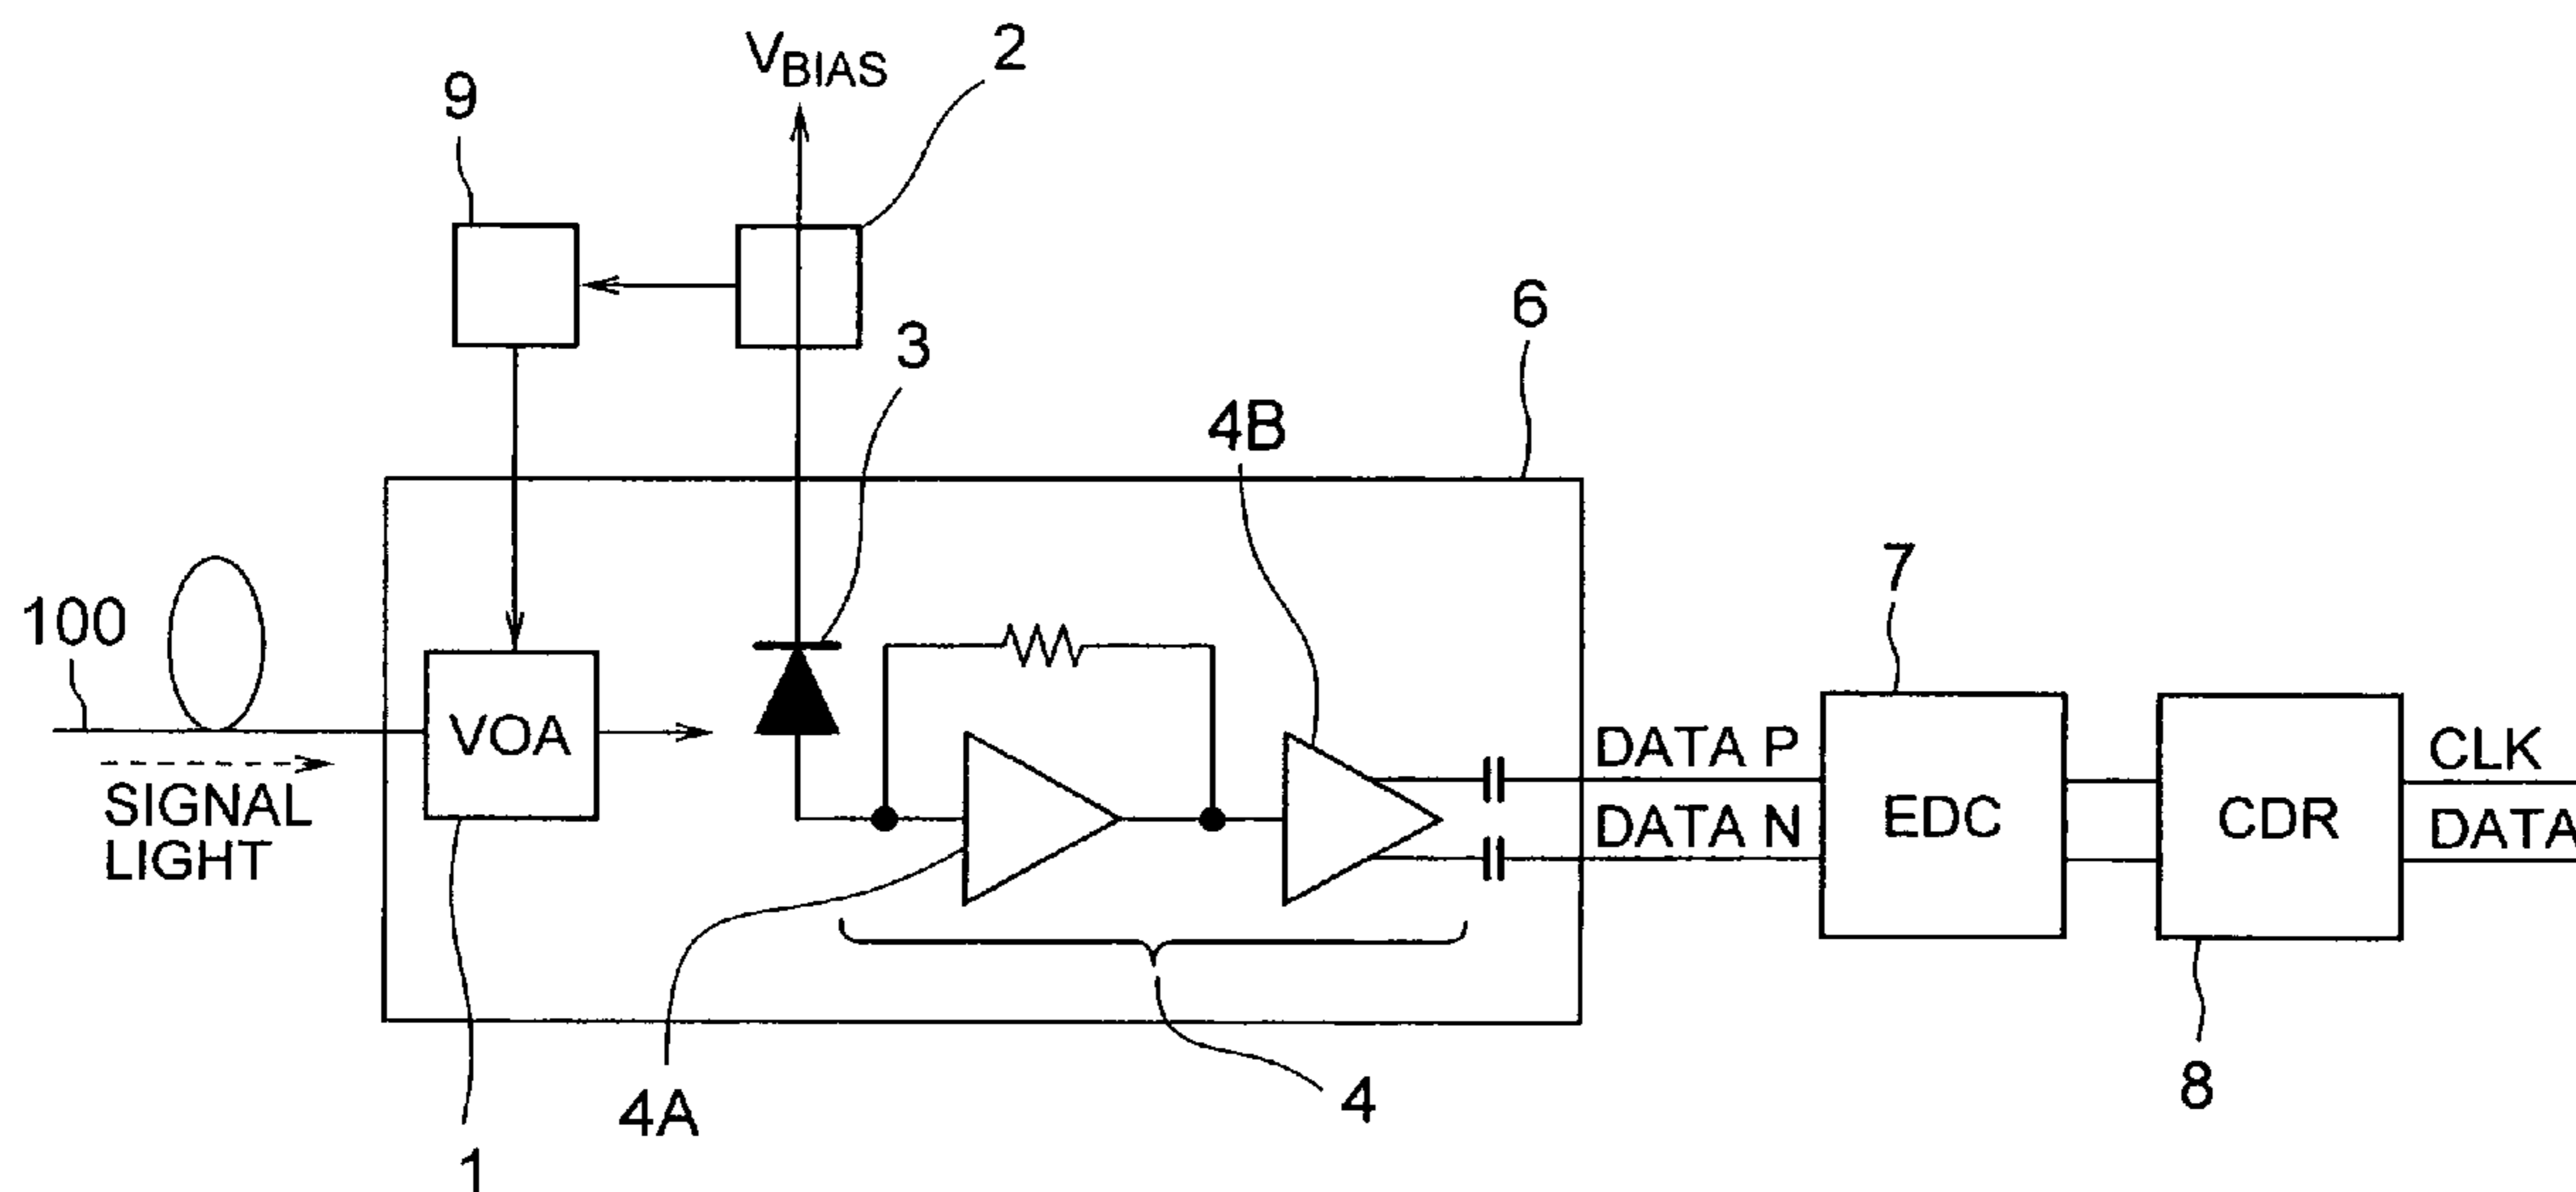 V_BIAS
2
9
3
6
4B
7
100
VOA
SIGNAL
LIGHT
DATA P
DATA N
EDC
CDR
CLK
DATA
4A
4
8
1